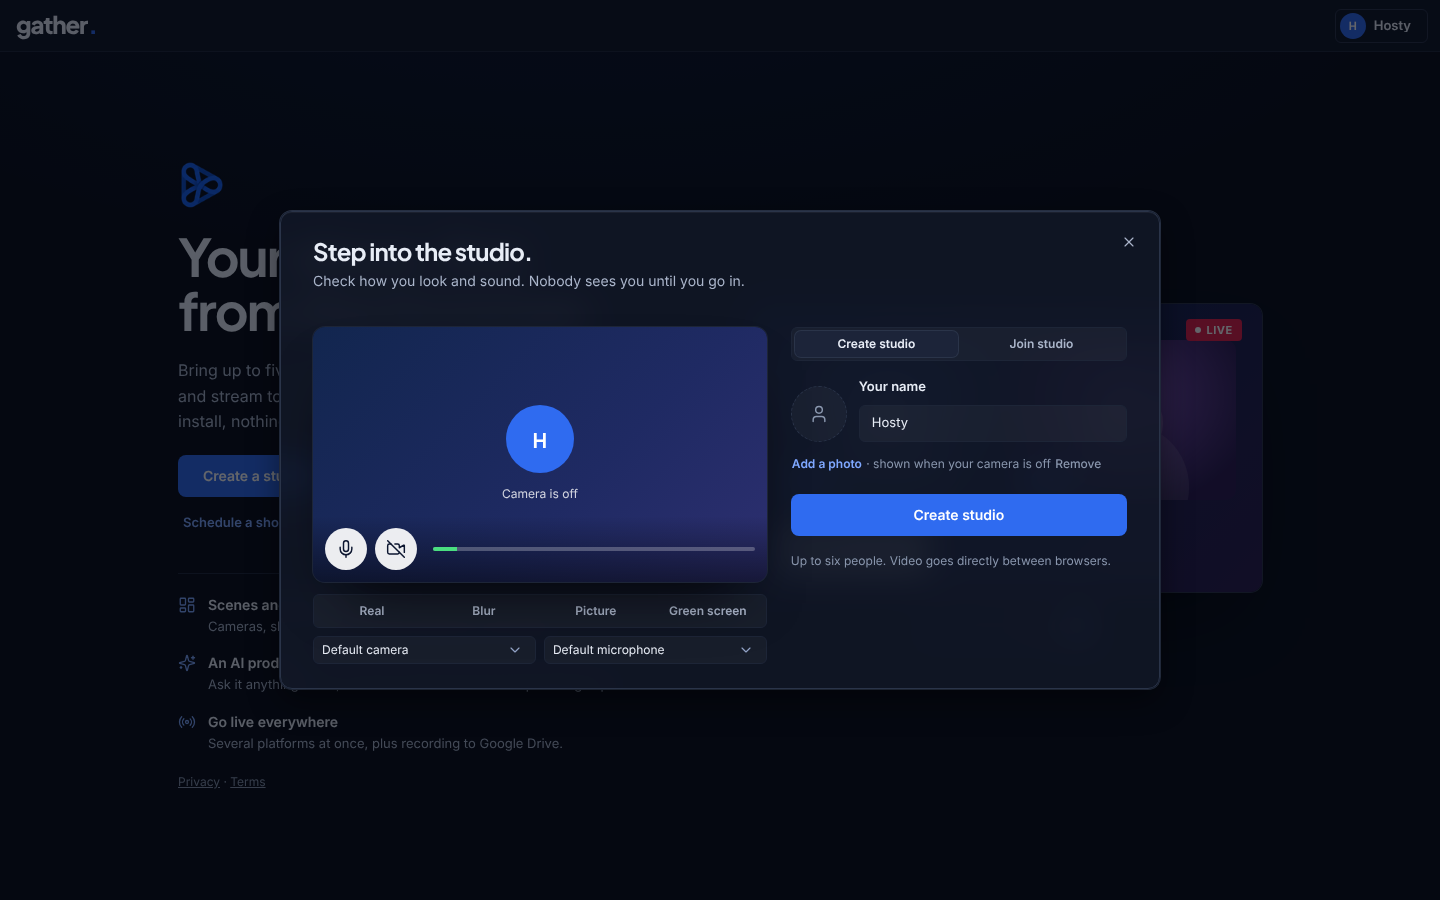 gather.
H
Hosty
Your
from
Bring up to fiv
and stream to
install, nothin
Create a stu
Schedule a sho
Scenes an
Cameras, sl
An AI prod
Ask it anythin
Go live everywhere
Several platforms at once, plus recording to Google Drive.
Privacy · Terms
LIVE
Step into the studio.
Check how you look and sound. Nobody sees you until you go in.
H
Camera is off
Real
Blur
Picture
Green screen
Default camera
Default microphone
Create studio
Join studio
Your name
Hosty
Add a photo · shown when your camera is off Remove
Create studio
Up to six people. Video goes directly between browsers.